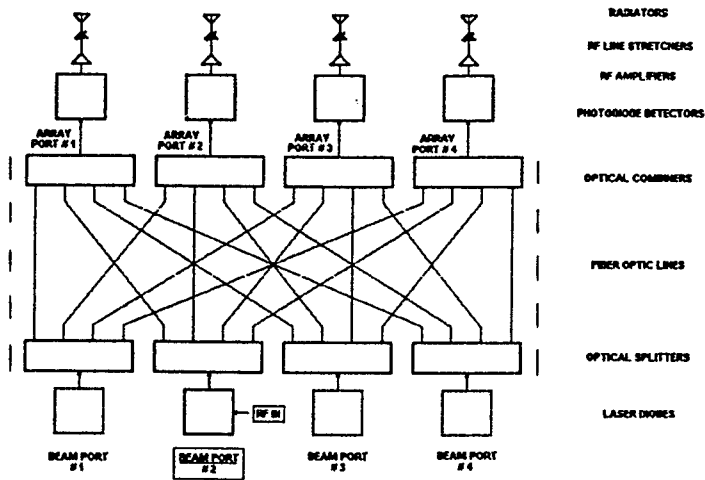 RADIATORS
RF LINE STRETCHERS
RF AMPLIFIERS
PHOTODIODE DETECTORS
ARRAY
PORT #1
ARRAY
PORT #2
ARRAY
PORT #3
ARRAY
PORT #4
OPTICAL COMBINERS
FIBER OPTIC LINES
OPTICAL SPLITTERS
RF IN
LASER DIODES
BEAM PORT
#1
BEAM PORT
#2
BEAM PORT
#3
BEAM PORT
#4